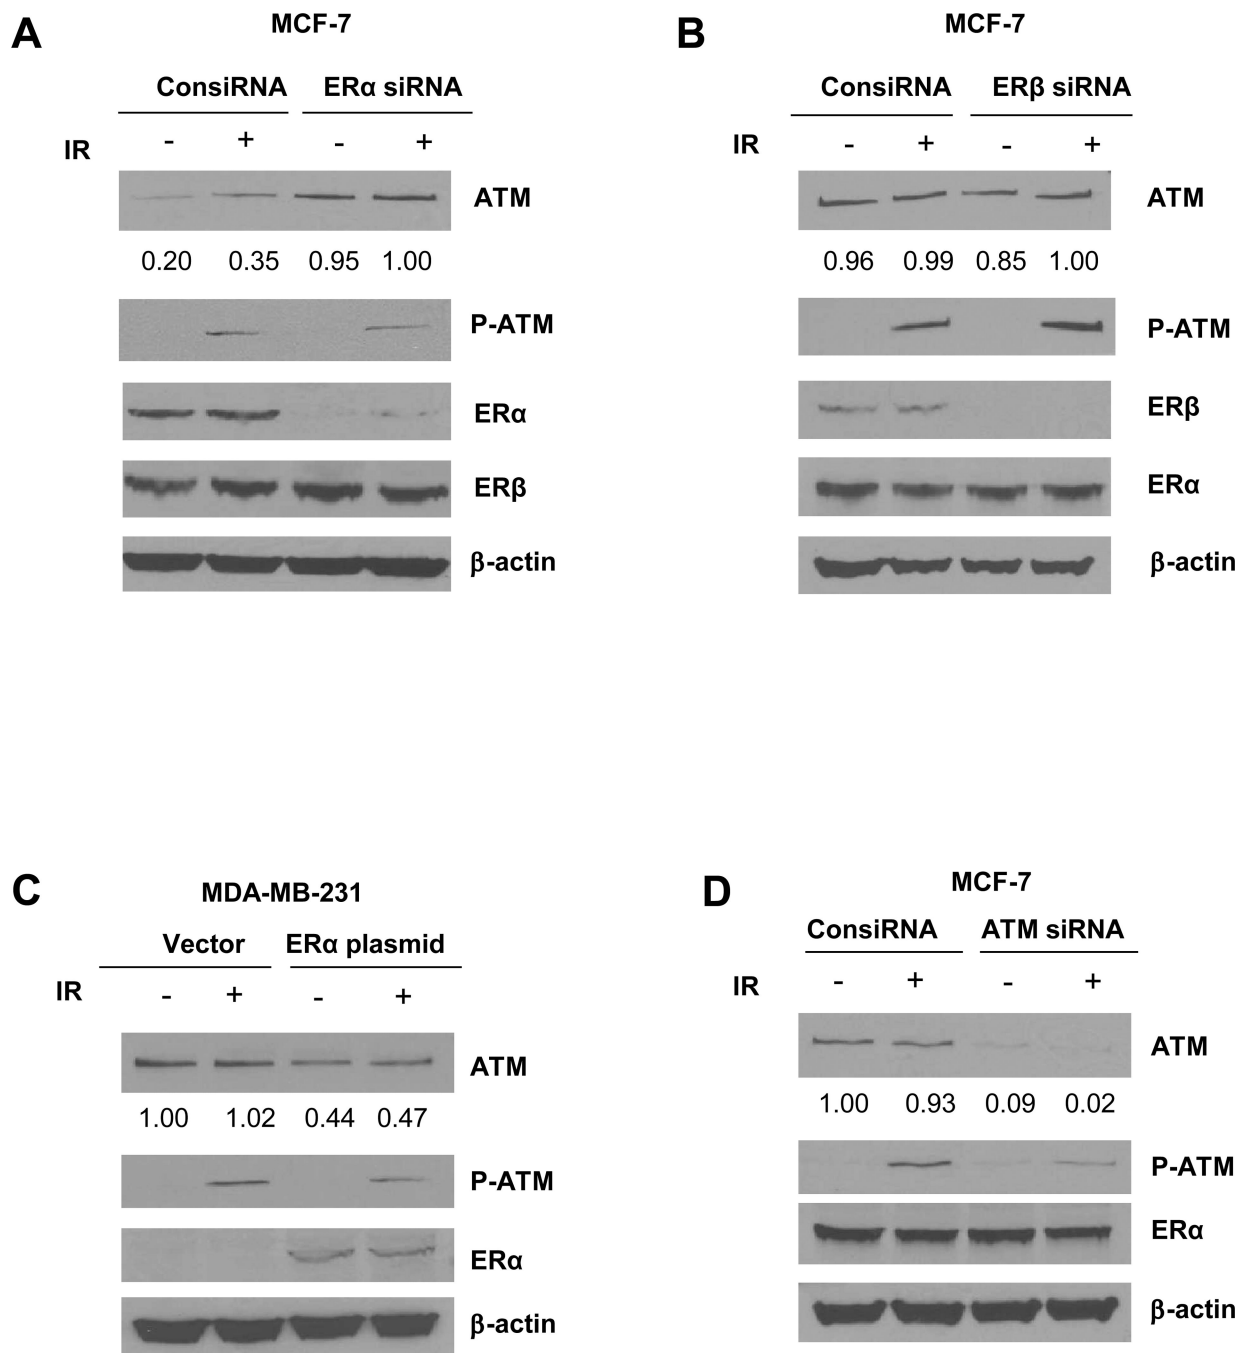 A
MCF-7
ConsiRNA ERα siRNA
IR - + - +
ATM
0.20 0.35 0.95 1.00
P-ATM
ERα
ERβ
β-actin
B
MCF-7
ConsiRNA ERβ siRNA
IR - + - +
ATM
0.96 0.99 0.85 1.00
P-ATM
ERβ
ERα
β-actin
C
MDA-MB-231
Vector ERα plasmid
IR - + - +
ATM
1.00 1.02 0.44 0.47
P-ATM
ERα
β-actin
D
MCF-7
ConsiRNA ATM siRNA
IR - + - +
ATM
1.00 0.93 0.09 0.02
P-ATM
ERα
β-actin